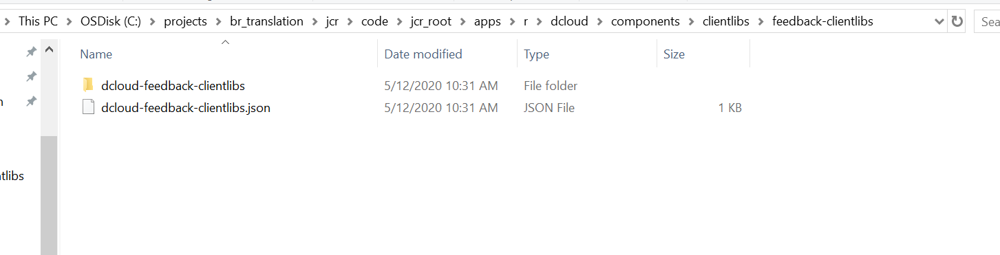 This PC > OSDisk (C:) > projects > br_translation > jcr > code > jcr_root > apps > r > dcloud > components > clientlibs > feedback-clientlibs
Name Date modified Type Size
dcloud-feedback-clientlibs 5/12/2020 10:31 AM File folder
dcloud-feedback-clientlibs.json 5/12/2020 10:31 AM JSON File 1 KB